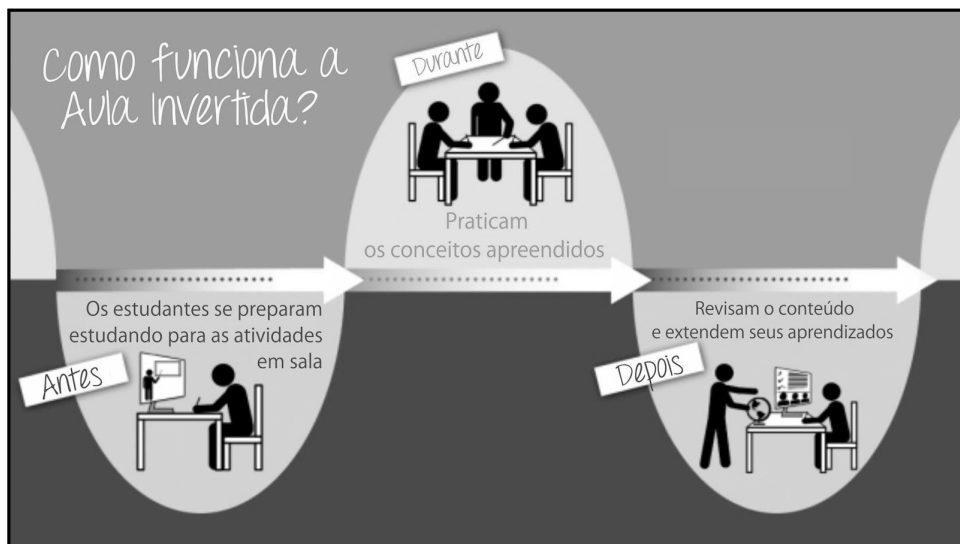 Como funciona a
Aula Invertida?
Durante
Praticam
os conceitos apreendidos
Os estudantes se preparam
estudando para as atividades
em sala
Antes
Revisam o conteúdo
e extendem seus aprendizados
Depois